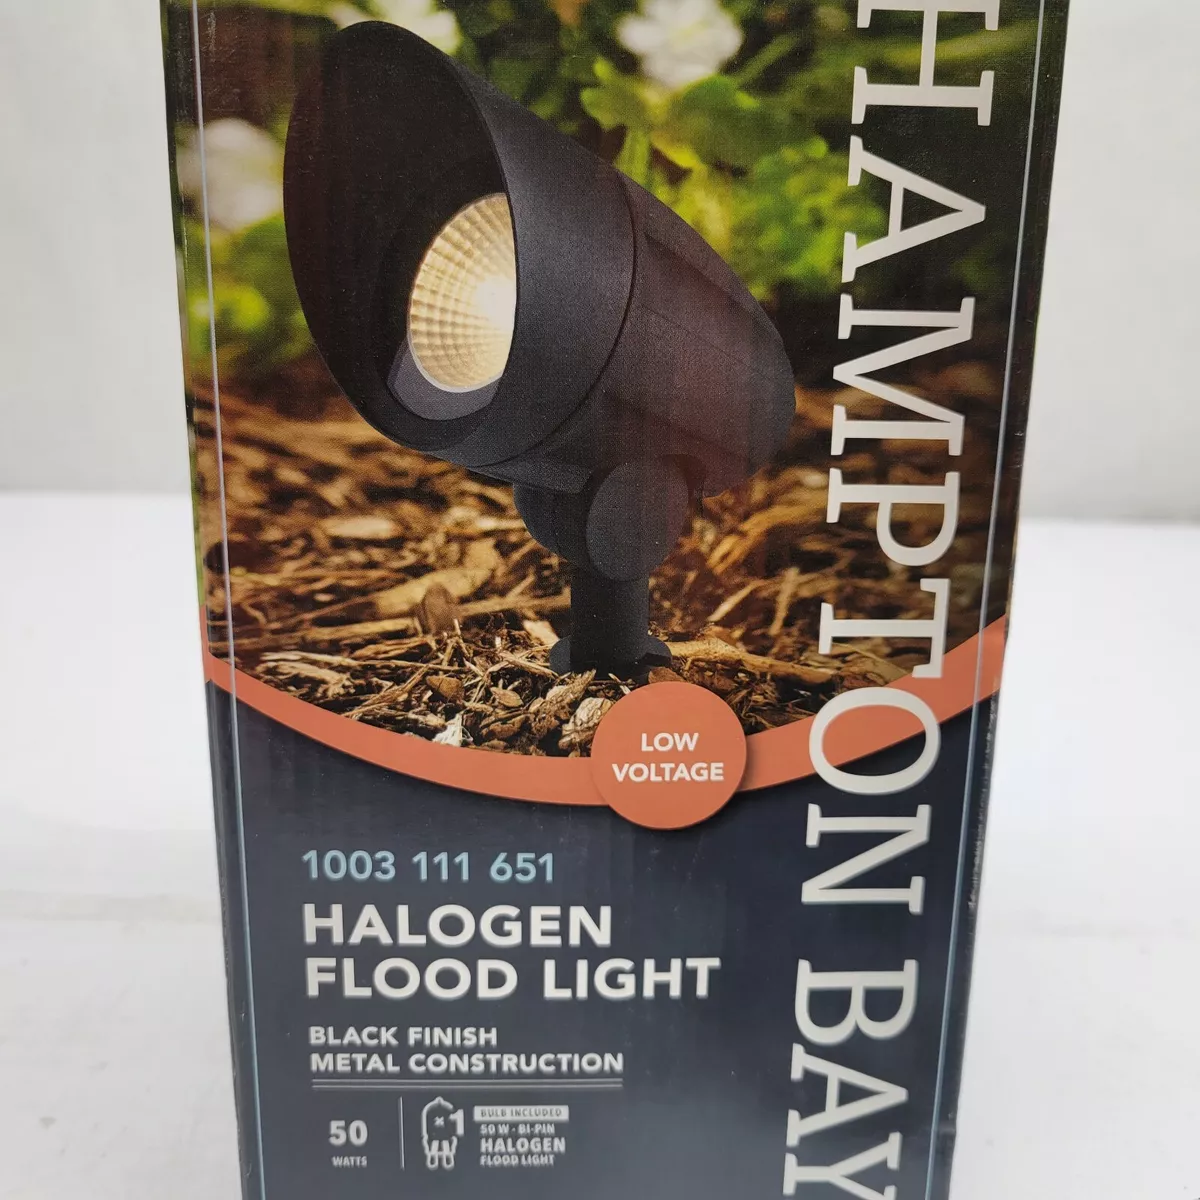 HAMPTON BAY
LOW
VOLTAGE
1003 111 651
HALOGEN
FLOOD LIGHT
BLACK FINISH
METAL CONSTRUCTION
50
WATTS
×1
BULB INCLUDED
50 W - BI-PIN
HALOGEN
FLOOD LIGHT